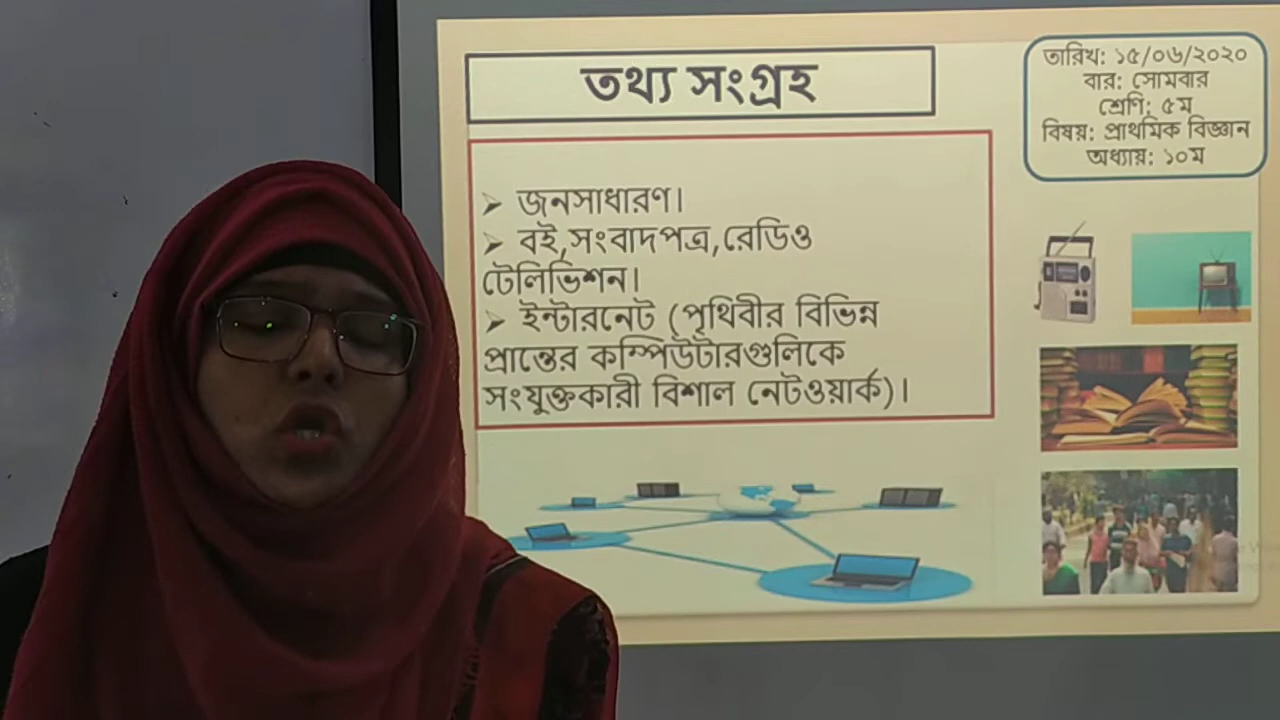 তথ্য সংগ্রহ
তারিখ: ১৫/০৬/২০২০
বার: সোমবার
শ্রেণি: ৫ম
বিষয়: প্রাথমিক বিজ্ঞান
অধ্যায়: ১০ম
➢ জনসাধারণ।
➢ বই,সংবাদপত্র,রেডিও
টেলিভিশন।
➢ ইন্টারনেট (পৃথিবীর বিভিন্ন
প্রান্তের কম্পিউটারগুলিকে
সংযুক্তকারী বিশাল নেটওয়ার্ক)।